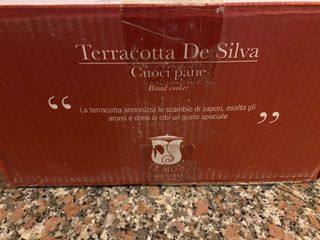 Terracotta De Silva
Cuoci pane
Bread cooker
“ La terracotta armonizza lo scambio di sapori, esalta gli
aromi e dona ai cibi un gusto speciale ”